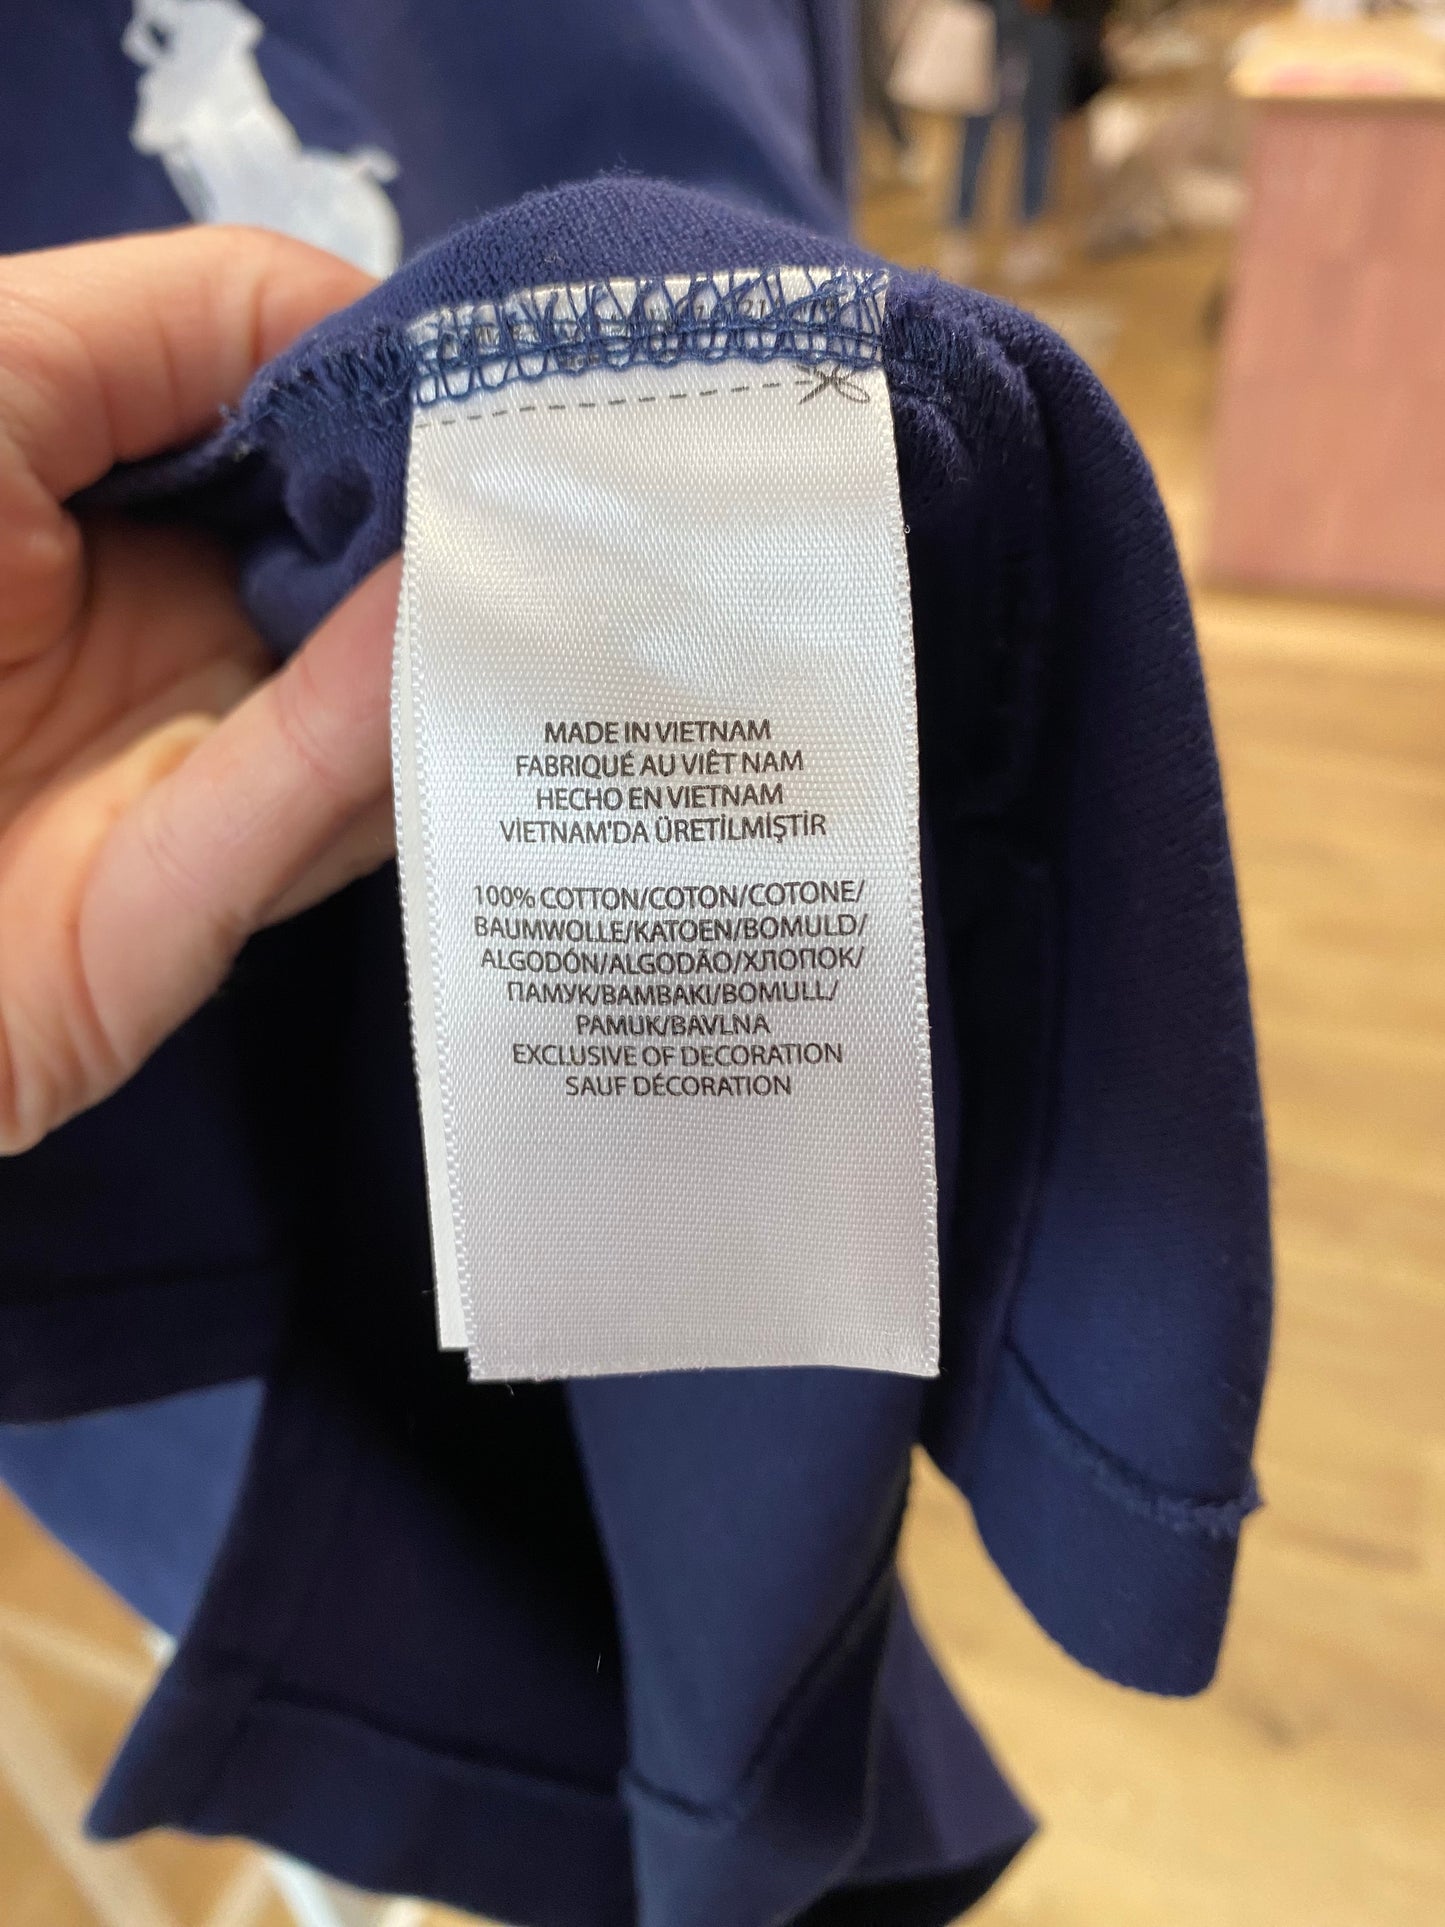 MADE IN VIETNAM
FABRIQUÉ AU VIÊT NAM
HECHO EN VIETNAM
VİETNAM'DA ÜRETİLMİŞTİR
100% COTTON/COTON/COTONE/
BAUMWOLLE/KATOEN/BOMULD/
ALGODÓN/ALGODÃO/ХЛОПОК/
ПАМУК/BAMBAKI/BOMULL/
PAMUK/BAVLNA
EXCLUSIVE OF DECORATION
SAUF DÉCORATION